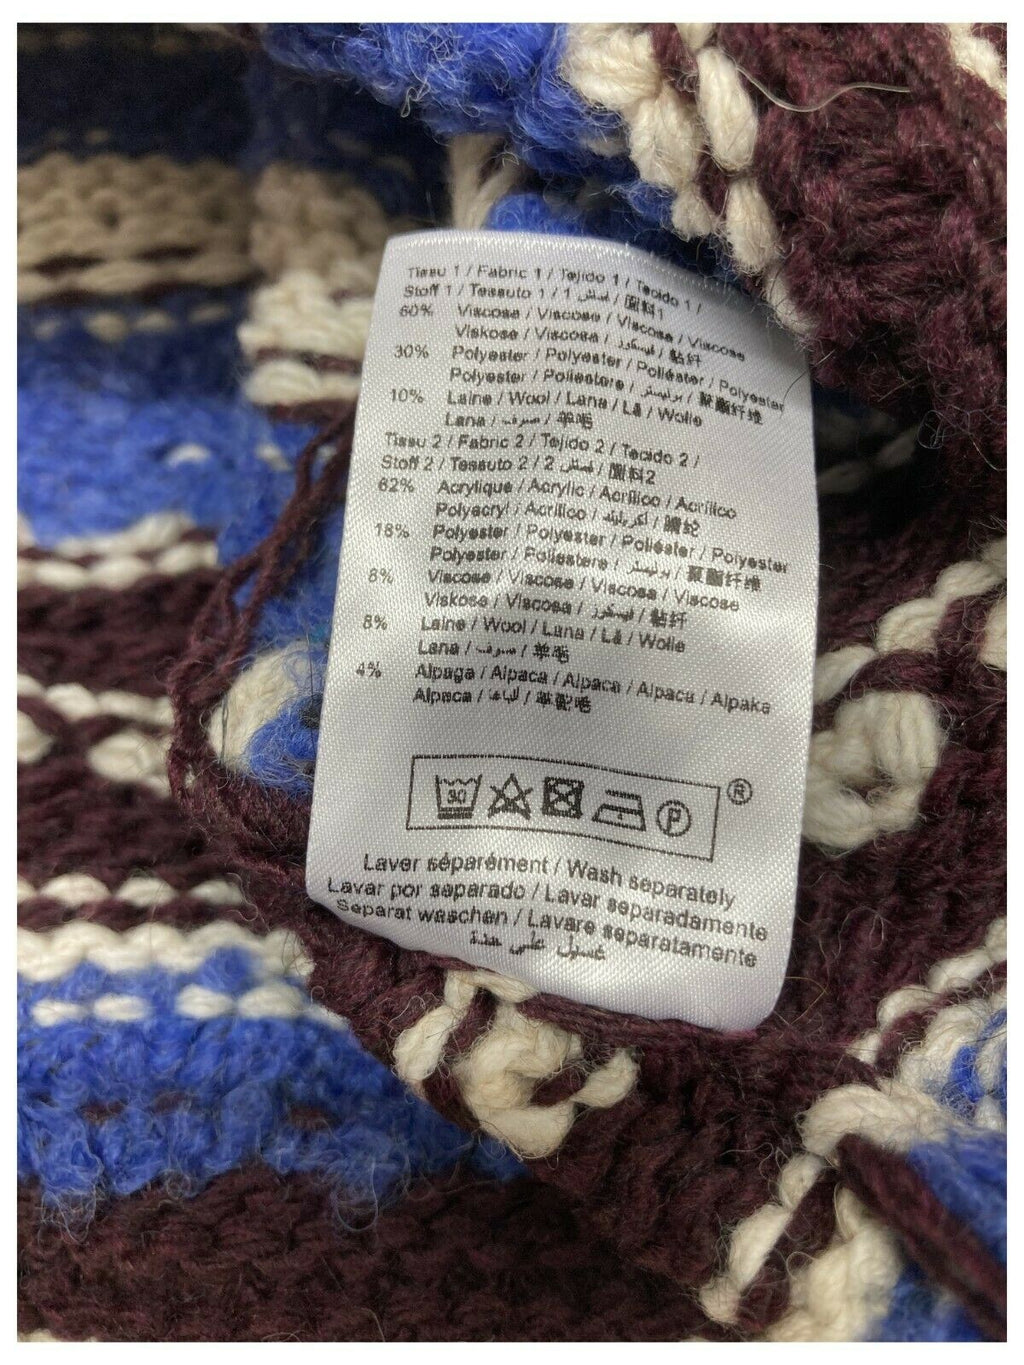 Tissu 1 / Fabric 1 / Tejido 1 / Tecido 1 /
Stoff 1 / Tessuto 1 / 1 قماش / 面料1
60% Viscose / Viscose / Viscosa / Viscose
Viskose / Viscosa / فيسكوز / 粘纤
30% Polyester / Polyester / Poliéster / Polyester
Polyester / Poliestere / بوليستر / 聚酯纤维
10% Laine / Wool / Lana / Lã / Wolle
Lana / صوف / 羊毛
Tissu 2 / Fabric 2 / Tejido 2 / Tecido 2 /
Stoff 2 / Tessuto 2 / 2 قماش / 面料2
62% Acrylique / Acrylic / Acrílico / Acrílico
Polyacryl / Acrilico / أكريليك / 腈纶
18% Polyester / Polyester / Poliéster / Polyester
Polyester / Poliestere / بوليستر / 聚酯纤维
8% Viscose / Viscose / Viscosa / Viscose
Viskose / Viscosa / فيسكوز / 粘纤
8% Laine / Wool / Lana / Lã / Wolle
Lana / صوف / 羊毛
4% Alpaga / Alpaca / Alpaca / Alpaca / Alpaka
Alpaca / ألباكا / 羊驼毛
30 P ®
Laver séparément / Wash separately
Lavar por separado / Lavar separadamente
Separat waschen / Lavare separatamente
غسيل على حدة